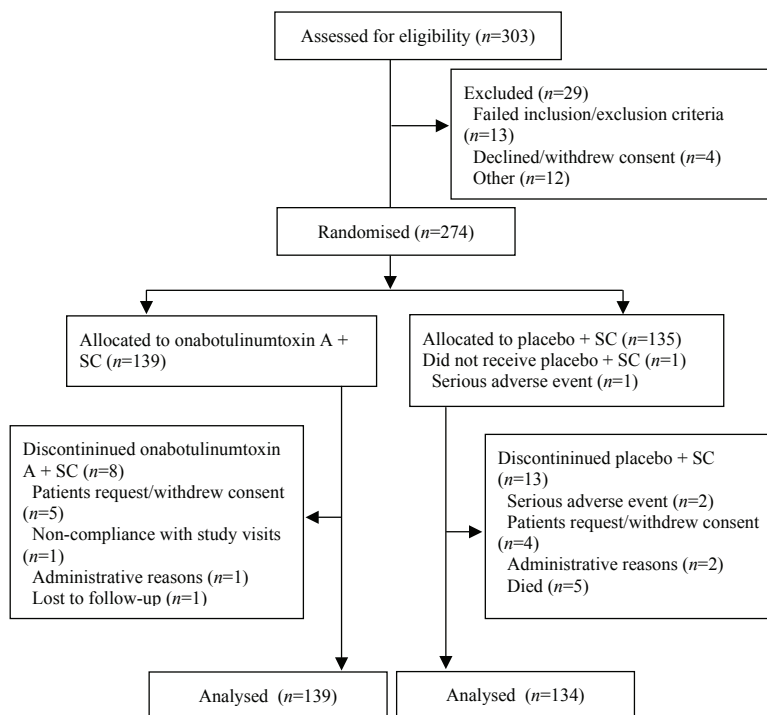 Assessed for eligibility (n=303)
Excluded (n=29)
Failed inclusion/exclusion criteria
(n=13)
Declined/withdrew consent (n=4)
Other (n=12)
Randomised (n=274)
Allocated to onabotulinumtoxin A +
SC (n=139)
Allocated to placebo + SC (n=135)
Did not receive placebo + SC (n=1)
Serious adverse event (n=1)
Discontininued onabotulinumtoxin
A + SC (n=8)
Patients request/withdrew consent
(n=5)
Non-compliance with study visits
(n=1)
Administrative reasons (n=1)
Lost to follow-up (n=1)
Discontininued placebo + SC
(n=13)
Serious adverse event (n=2)
Patients request/withdrew consent
(n=4)
Administrative reasons (n=2)
Died (n=5)
Analysed (n=139)
Analysed (n=134)